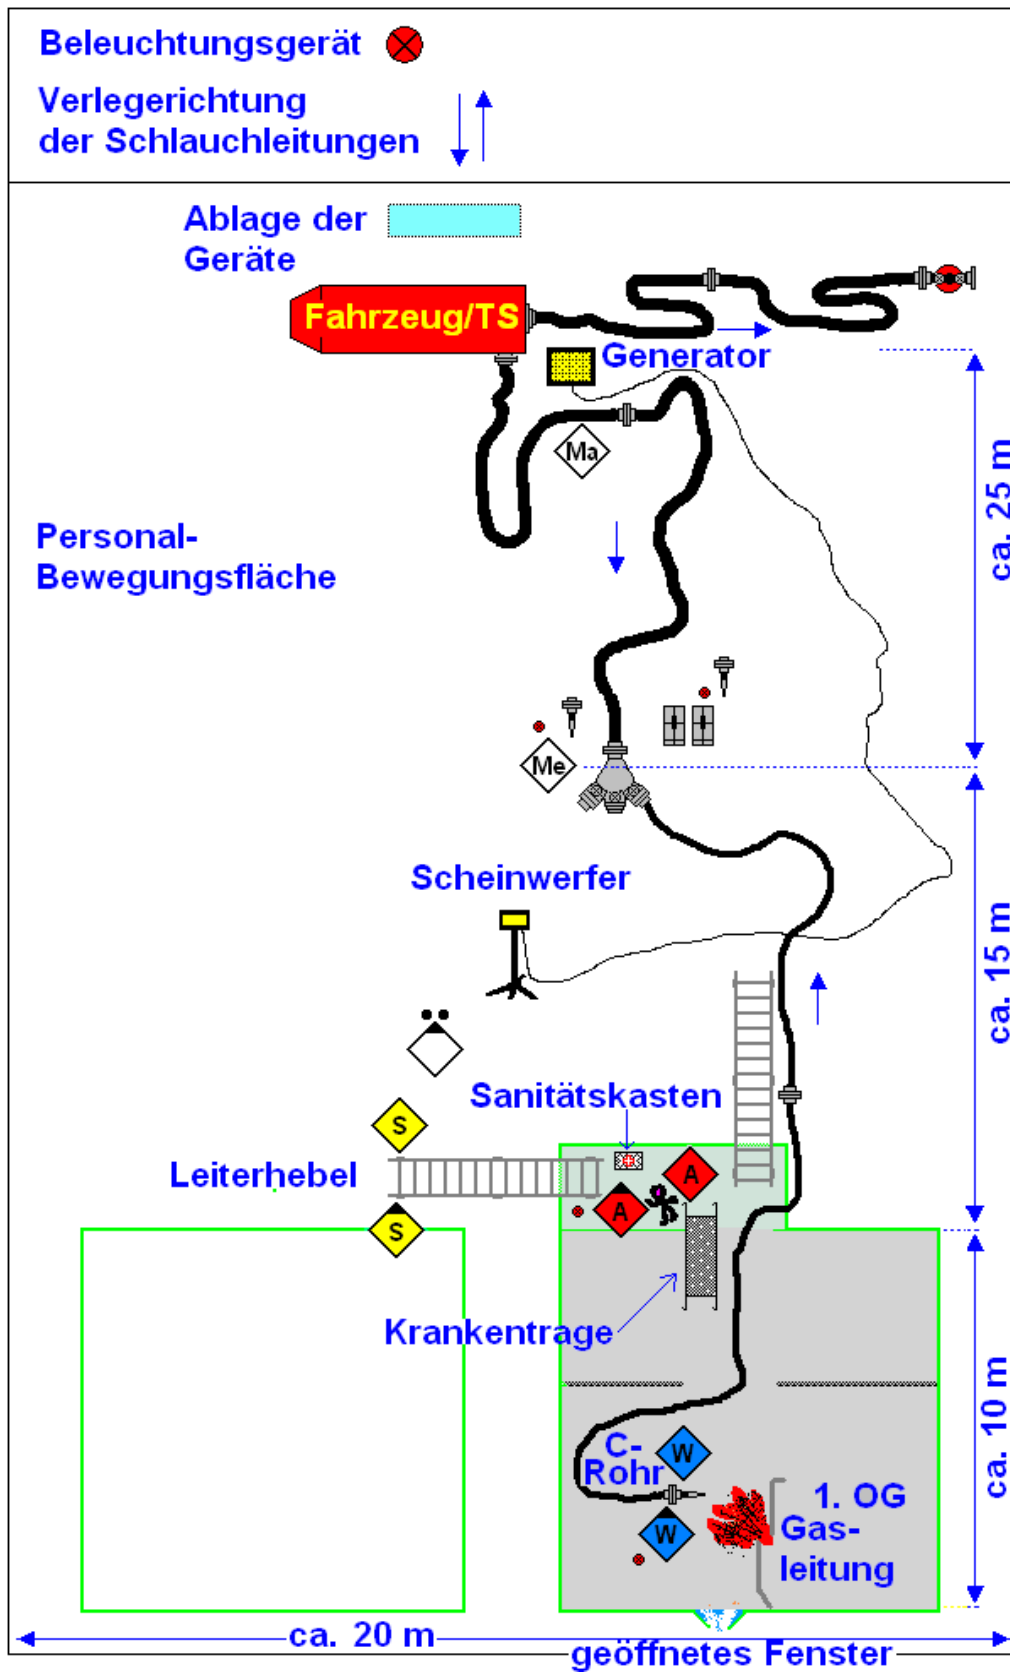 Beleuchtungsgerät
Verlegerichtung
der Schlauchleitungen
Ablage der
Geräte
Fahrzeug/TS
Generator
Ma
ca. 25 m
Personal-
Bewegungsfläche
Me
Scheinwerfer
ca. 15 m
Sanitätskasten
S
Leiterhebel
A
A
S
Krankentrage
ca. 10 m
C-
Rohr
W
1. OG
Gas-
leitung
W
ca. 20 m
geöffnetes Fenster